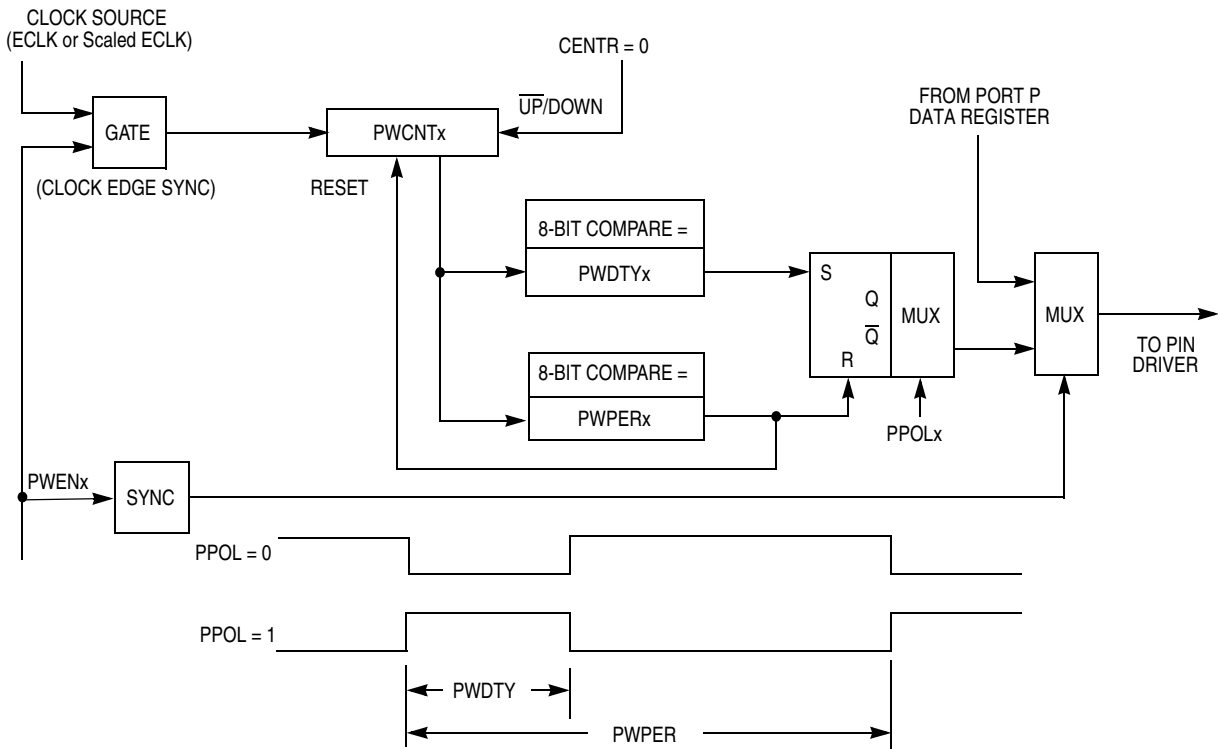 CLOCK SOURCE
(ECLK or Scaled ECLK)
CENTR = 0
U̅P̅/DOWN
FROM PORT P
DATA REGISTER
GATE
PWCNTx
(CLOCK EDGE SYNC)
RESET
8-BIT COMPARE =
PWDTYx
S
Q
Q̅
R
MUX
MUX
TO PIN
DRIVER
8-BIT COMPARE =
PWPERx
PPOLx
PWENx
SYNC
PPOL = 0
PPOL = 1
PWDTY
PWPER